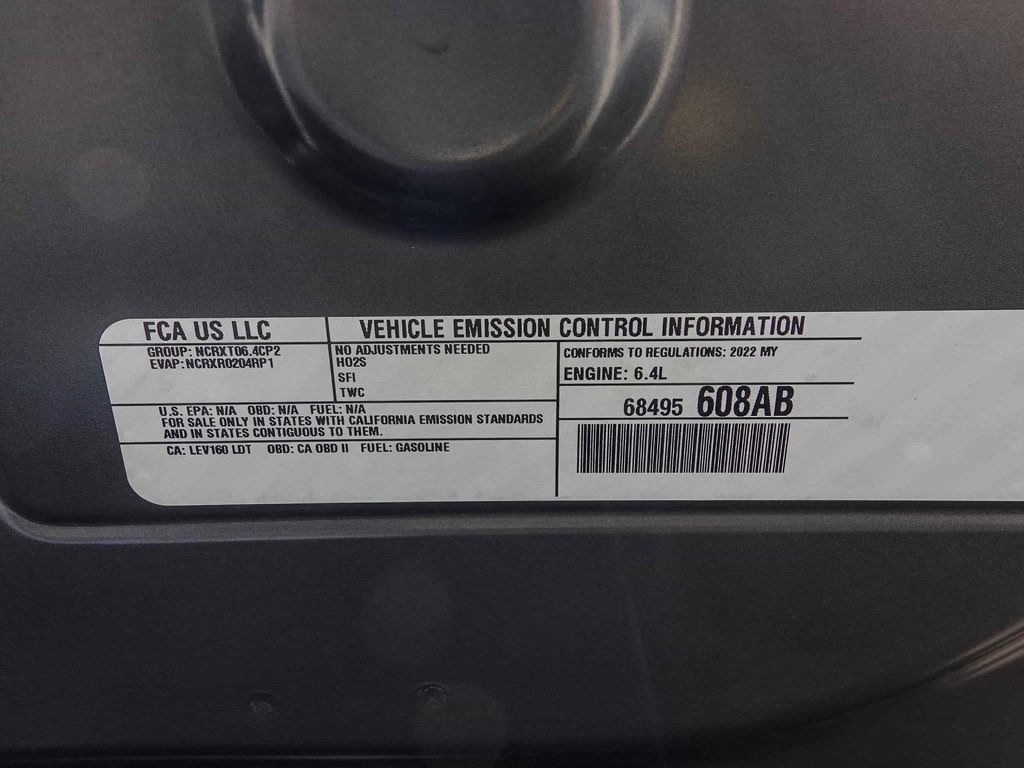 FCA US LLC
VEHICLE EMISSION CONTROL INFORMATION
GROUP: NCRXT06.4CP2
EVAP: NCRXR0204RP1
NO ADJUSTMENTS NEEDED
HO2S
SFI
TWC
CONFORMS TO REGULATIONS: 2022 MY
ENGINE: 6.4L
68495 608AB
U.S. EPA: N/A OBD: N/A FUEL: N/A
FOR SALE ONLY IN STATES WITH CALIFORNIA EMISSION STANDARDS
AND IN STATES CONTIGUOUS TO THEM.
CA: LEV160 LDT OBD: CA OBD II FUEL: GASOLINE